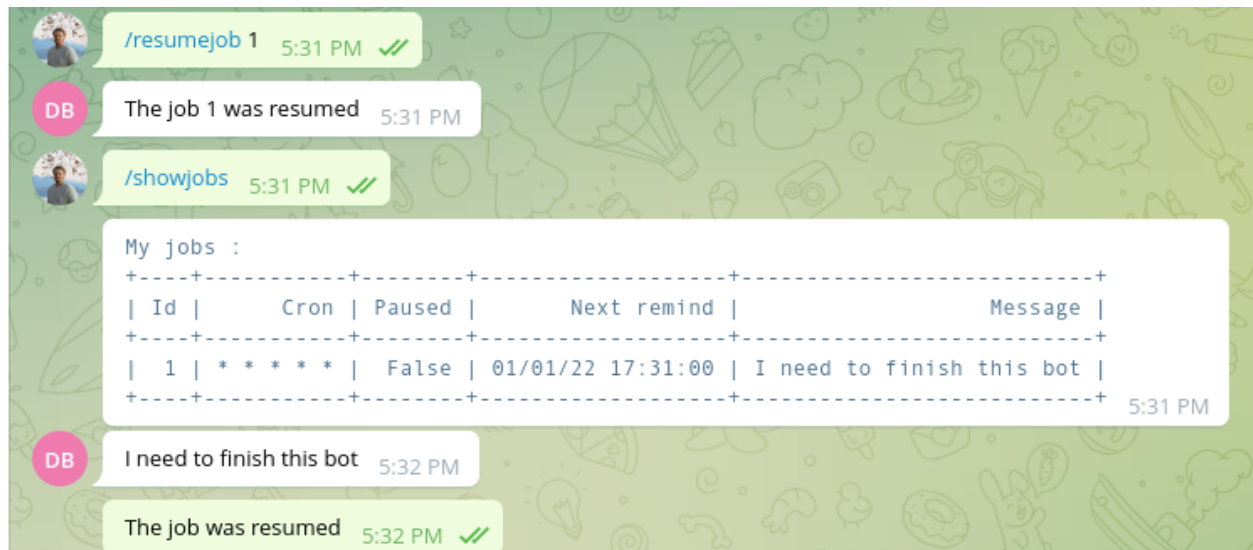 /resumejob 1 5:31 PM
DB
The job 1 was resumed 5:31 PM
/showjobs 5:31 PM
My jobs :
+----+-----------+--------+-------------------+---------------------------+
| Id |      Cron | Paused |       Next remind |                   Message |
+----+-----------+--------+-------------------+---------------------------+
|  1 | * * * * * |  False | 01/01/22 17:31:00 | I need to finish this bot |
+----+-----------+--------+-------------------+---------------------------+
5:31 PM
DB
I need to finish this bot 5:32 PM
The job was resumed 5:32 PM